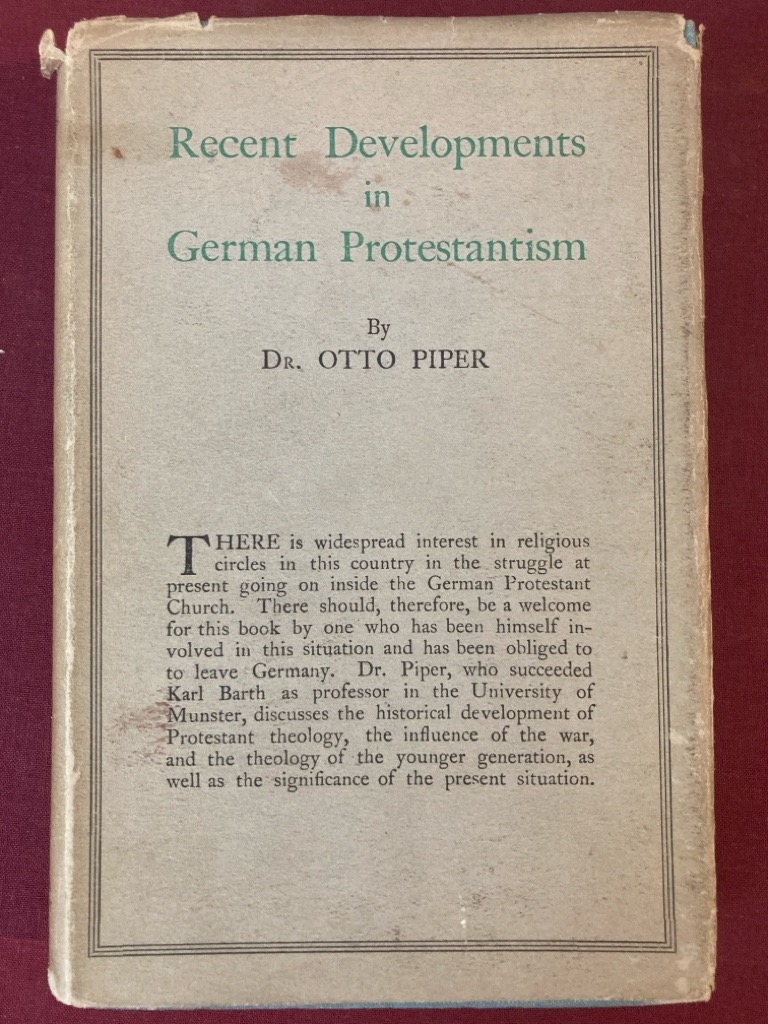 Recent Developments
in
German Protestantism
By
DR. OTTO PIPER
THERE is widespread interest in religious
circles in this country in the struggle at
present going on inside the German Protestant
Church. There should, therefore, be a welcome
for this book by one who has been himself in-
volved in this situation and has been obliged to
to leave Germany. Dr. Piper, who succeeded
Karl Barth as professor in the University of
Munster, discusses the historical development of
Protestant theology, the influence of the war,
and the theology of the younger generation, as
well as the significance of the present situation.